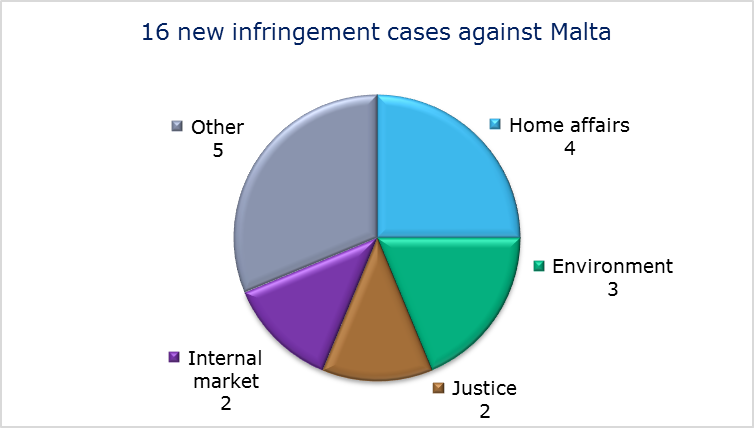 16 new infringement cases against Malta
Other
5
Home affairs
4
Environment
3
Internal
market
2
Justice
2